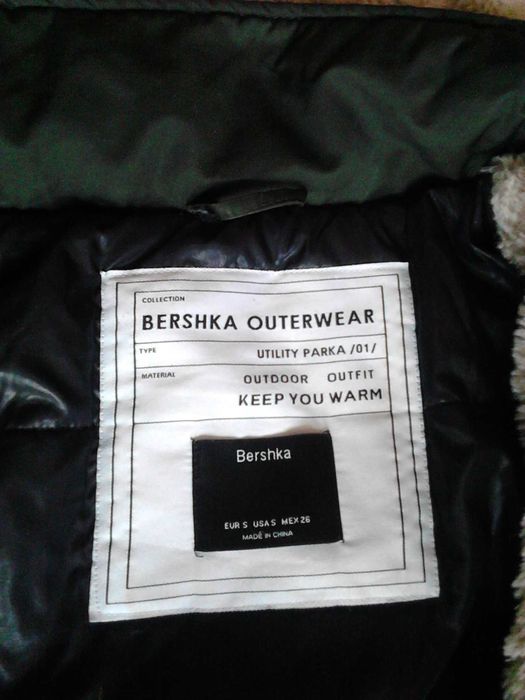 COLLECTION
BERSHKA OUTERWEAR
TYPE UTILITY PARKA /01/
MATERIAL OUTDOOR OUTFIT
KEEP YOU WARM
Bershka
EUR S USA S MEX 26
MADE IN CHINA